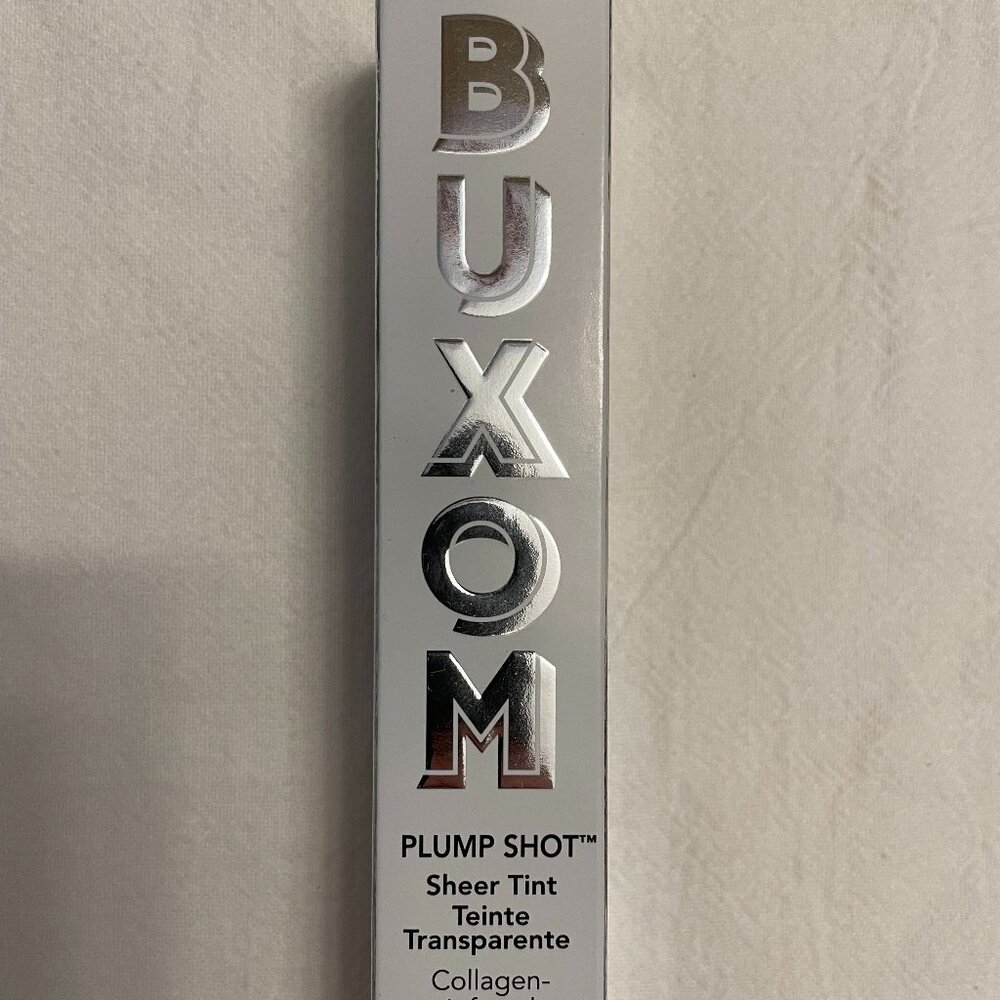 BUXOM
PLUMP SHOT™
Sheer Tint
Teinte
Transparente
Collagen-